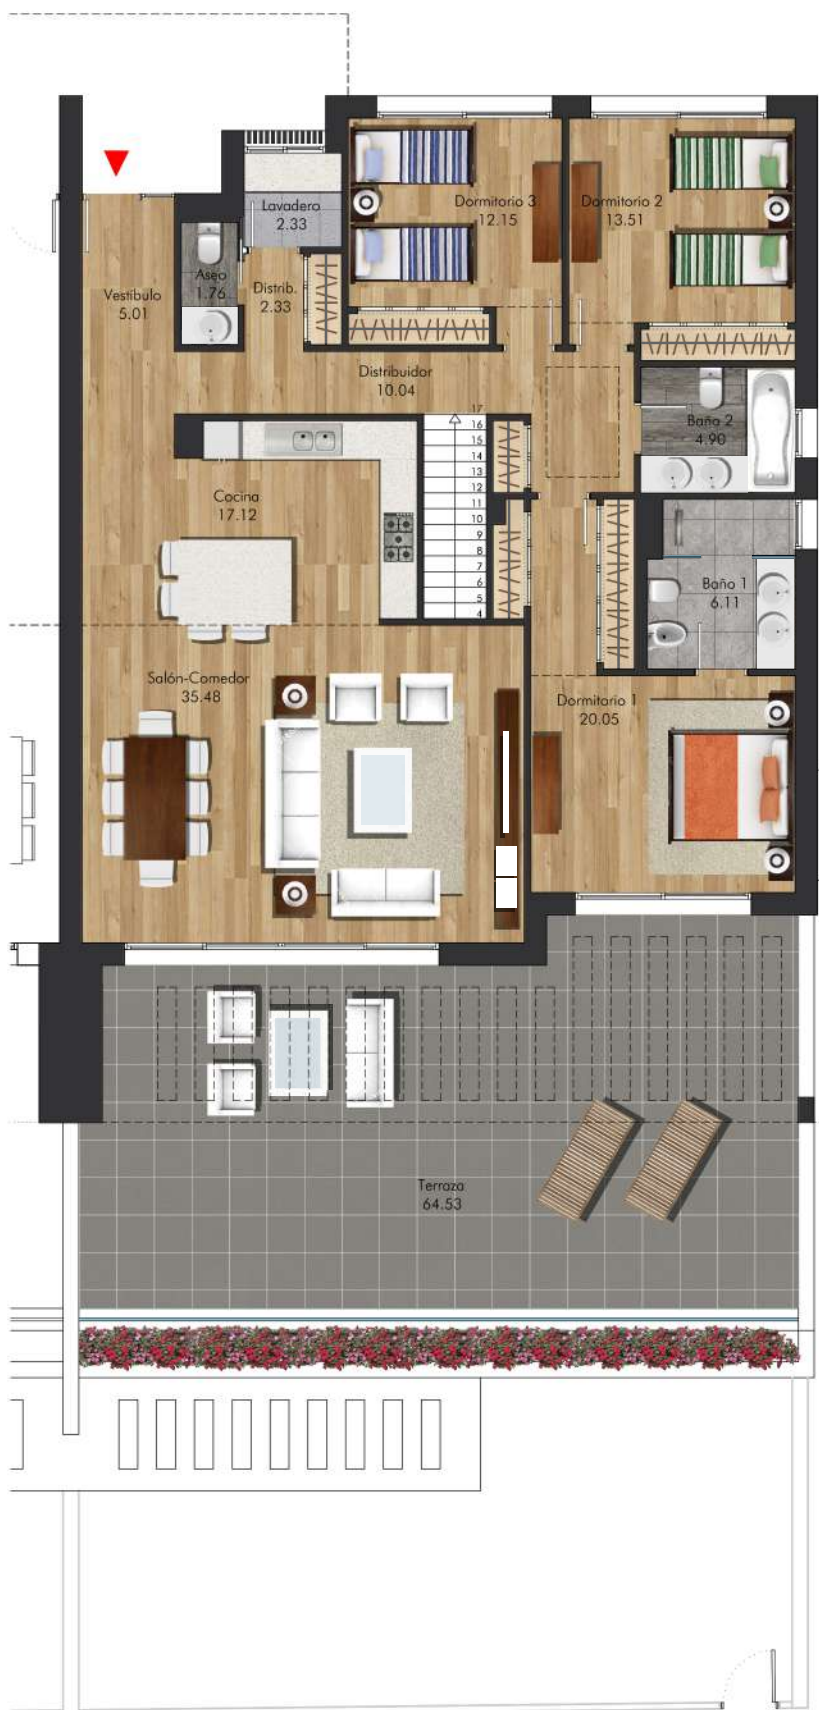 Lavadero
2.33
Dormitorio 3
12.15
Dormitorio 2
13.51
Aseo
1.76
Distrib.
2.33
Vestíbulo
5.01
Distribuidor
10.04
17
16
15
14
13
12
11
10
9
8
7
6
5
4
Baño 2
4.90
Cocina
17.12
Baño 1
6.11
Salón-Comedor
35.48
Dormitorio 1
20.05
Terraza
64.53